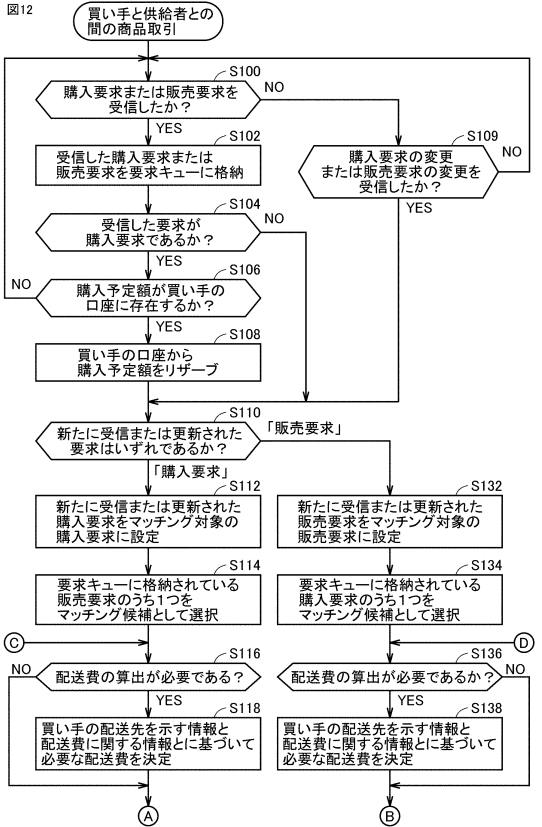 図12
買い手と供給者との
間の商品取引
S100
購入要求または販売要求を
受信したか？
NO
YES
S102
受信した購入要求または
販売要求を要求キューに格納
S109
購入要求の変更
または販売要求の変更を
受信したか？
NO
YES
S104
受信した要求が
購入要求であるか？
NO
YES
S106
購入予定額が買い手の
口座に存在するか？
NO
YES
S108
買い手の口座から
購入予定額をリザーブ
S110
新たに受信または更新された
要求はいずれであるか？
「販売要求」
「購入要求」
S112
新たに受信または更新された
購入要求をマッチング対象の
購入要求に設定
S132
新たに受信または更新された
販売要求をマッチング対象の
販売要求に設定
S114
要求キューに格納されている
販売要求のうち1つを
マッチング候補として選択
S134
要求キューに格納されている
購入要求のうち1つを
マッチング候補として選択
C
D
S116
配送費の算出が必要である？
NO
YES
S136
配送費の算出が必要であるか？
NO
YES
S118
買い手の配送先を示す情報と
配送費に関する情報とに基づいて
必要な配送費を決定
S138
買い手の配送先を示す情報と
配送費に関する情報とに基づいて
必要な配送費を決定
A
B